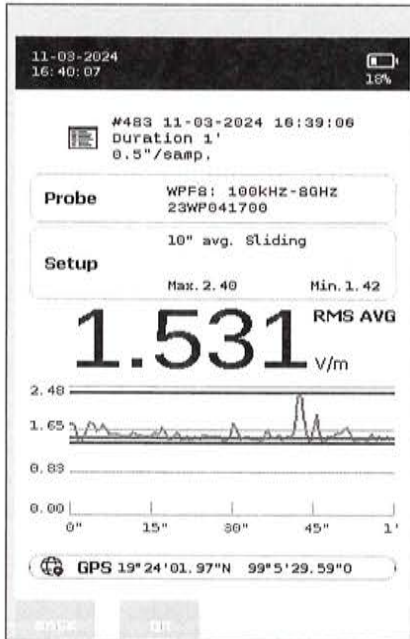 11-03-2024
16:40:07
18%
#483 11-03-2024 16:39:06
Duration 1'
0.5"/samp.
Probe
WPF8: 100kHz-8GHz
23WP041700
Setup
10" avg. Sliding
Max. 2.40 Min. 1.42
1.531 RMS AVG
V/m
2.48
1.65
0.83
0.00
0" 15" 30" 45" 1'
GPS 19°24'01.97"N 99°5'29.59"O